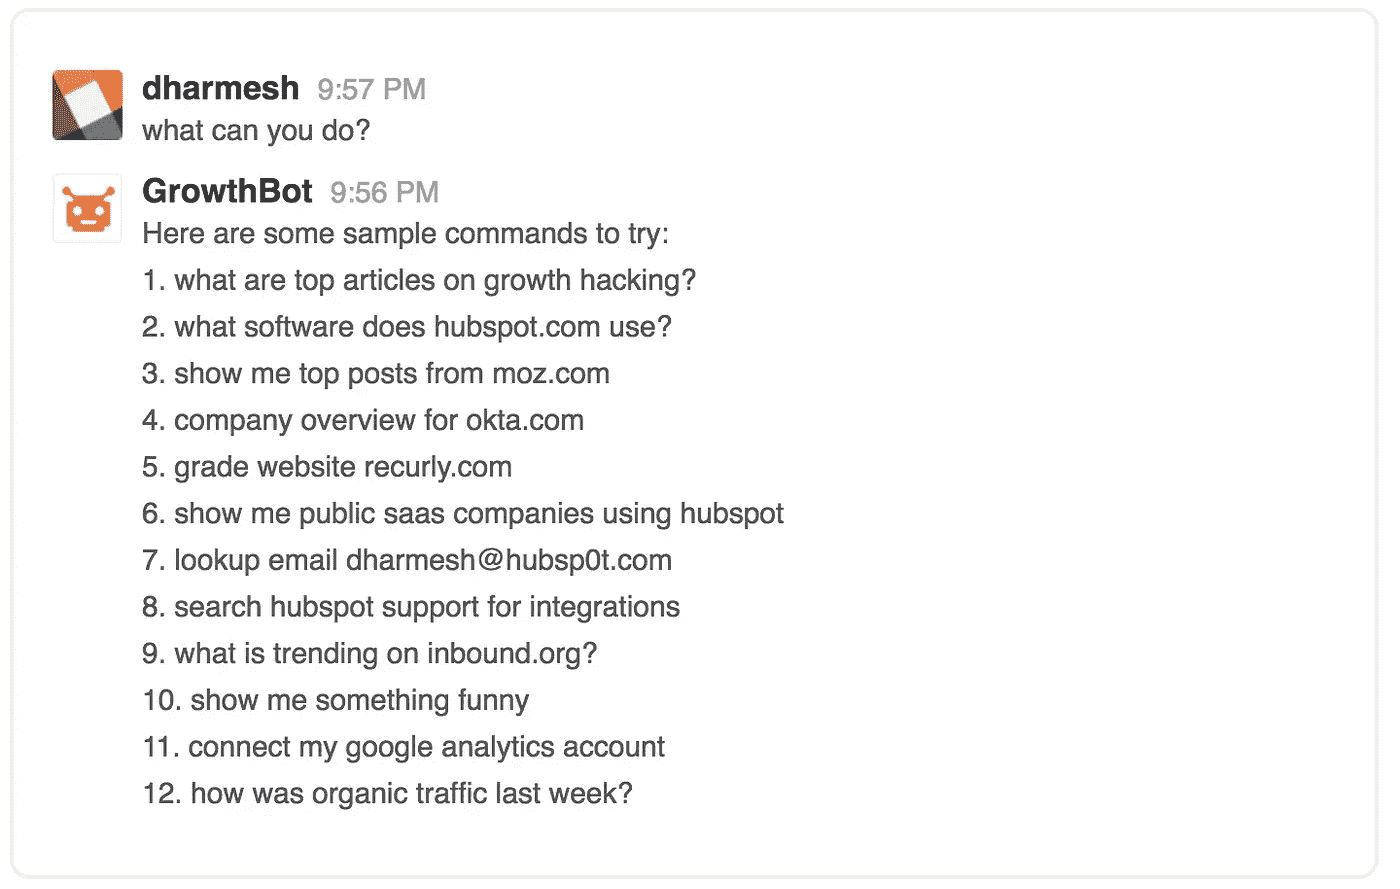 dharmesh 9:57 PM
what can you do?
GrowthBot 9:56 PM
Here are some sample commands to try:
1. what are top articles on growth hacking?
2. what software does hubspot.com use?
3. show me top posts from moz.com
4. company overview for okta.com
5. grade website recurly.com
6. show me public saas companies using hubspot
7. lookup email dharmesh@hubsp0t.com
8. search hubspot support for integrations
9. what is trending on inbound.org?
10. show me something funny
11. connect my google analytics account
12. how was organic traffic last week?